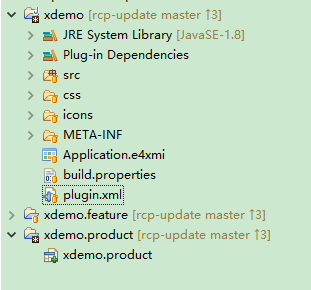 xdemo [rcp-update master ↑3]
JRE System Library [JavaSE-1.8]
Plug-in Dependencies
src
css
icons
META-INF
Application.e4xmi
build.properties
plugin.xml
xdemo.feature [rcp-update master ↑3]
xdemo.product [rcp-update master ↑3]
xdemo.product